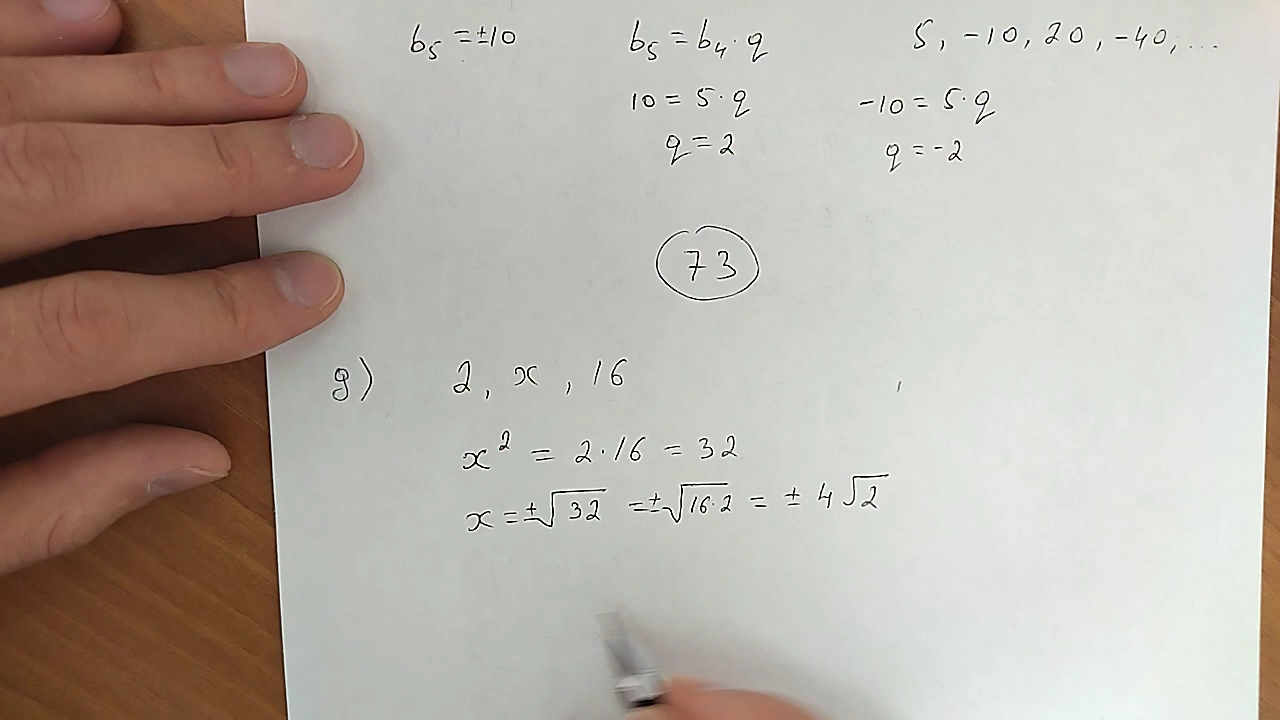 b₅ = ±10 b₅ = b₄ · q 5, -10, 20, -40, ...
10 = 5 · q -10 = 5 · q
q = 2 q = -2
73
g) 2, x, 16
x² = 2 · 16 = 32
x = ±√32 = ±√16·2 = ± 4√2